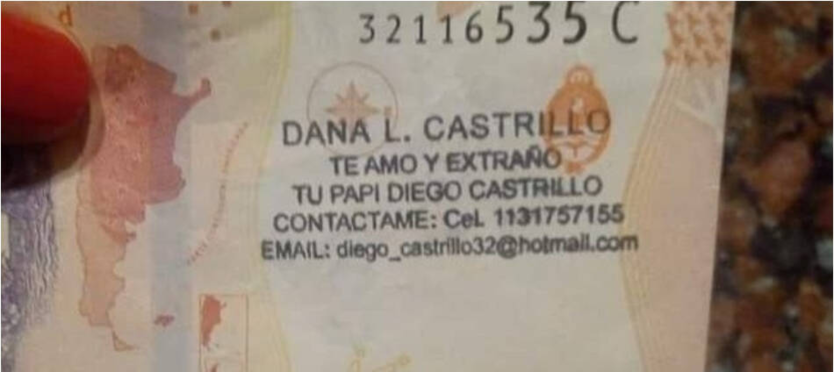 32116535 C
DANA L. CASTRILLO
TE AMO Y EXTRAÑO
TU PAPI DIEGO CASTRILLO
CONTACTAME: Cel. 1131757155
EMAIL: diego_castrillo32@hotmail.com